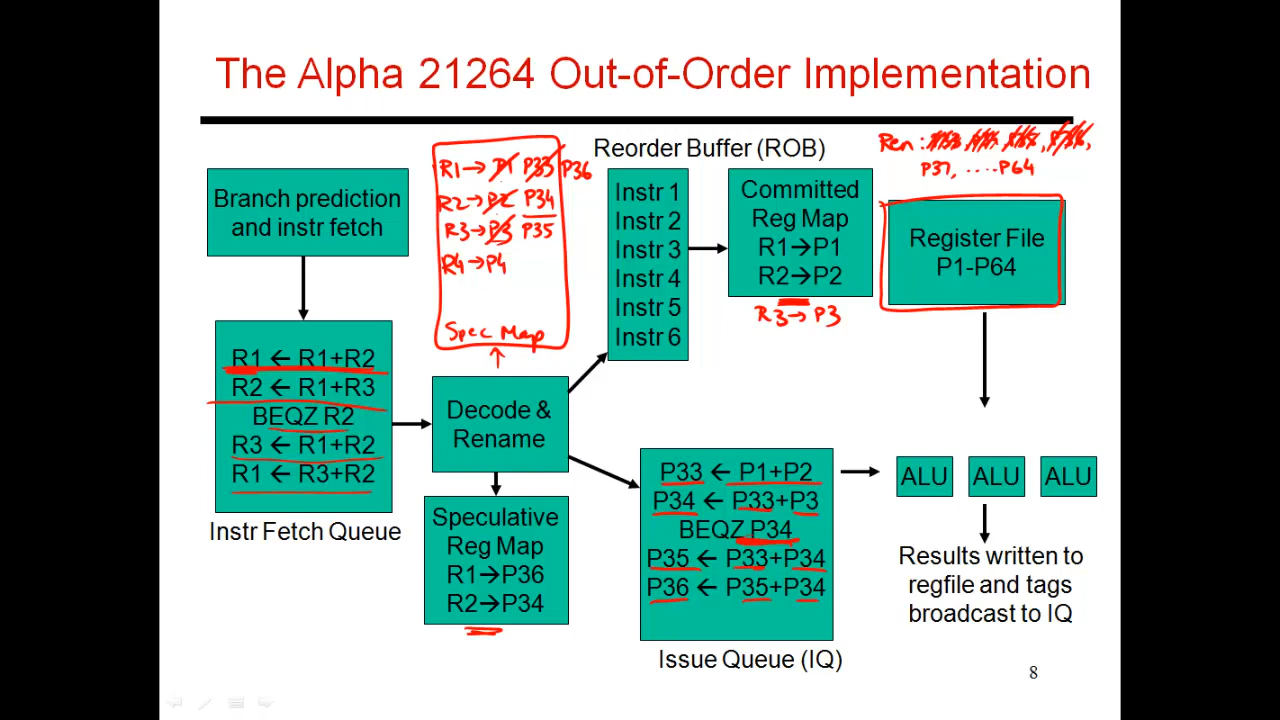 The Alpha 21264 Out-of-Order Implementation
Branch prediction
and instr fetch
R1 ← R1+R2
R2 ← R1+R3
BEQZ R2
R3 ← R1+R2
R1 ← R3+R2
Instr Fetch Queue
R1→P1 P33 P36
R2→P2 P34
R3→P3 P35
R4→P4
Spec Map
Decode &
Rename
Speculative
Reg Map
R1→P36
R2→P34
Reorder Buffer (ROB)
Instr 1
Instr 2
Instr 3
Instr 4
Instr 5
Instr 6
Committed
Reg Map
R1→P1
R2→P2
R3→P3
P33 ← P1+P2
P34 ← P33+P3
BEQZ P34
P35 ← P33+P34
P36 ← P35+P34
Issue Queue (IQ)
P37, ....P64
Register File
P1-P64
ALU
ALU
ALU
Results written to
regfile and tags
broadcast to IQ
8